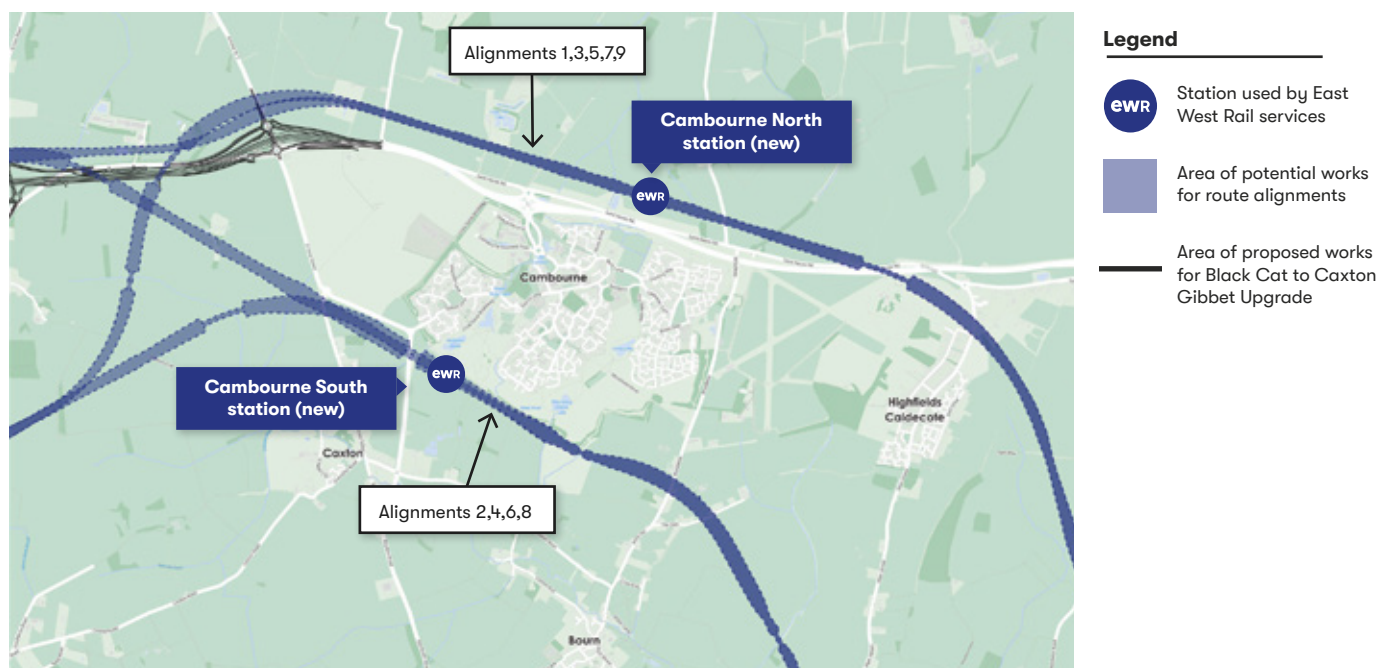 Alignments 1,3,5,7,9
Cambourne North
station (new)
ewR
Cambourne
ewR
Cambourne South
station (new)
Highfields
Caldecote
Caxton
Alignments 2,4,6,8
Bourn
Legend
ewR
Station used by East
West Rail services
Area of potential works
for route alignments
Area of proposed works
for Black Cat to Caxton
Gibbet Upgrade